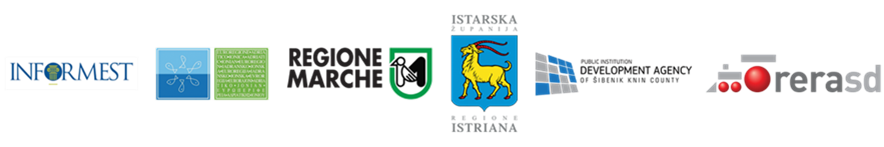 INFORMEST
REGIONE
MARCHE
ISTARSKA
ŽUPANIJA
REGIONE
ISTRIANA
PUBLIC INSTITUTION
DEVELOPMENT AGENCY
OF ŠIBENIK KNIN COUNTY
rerasd